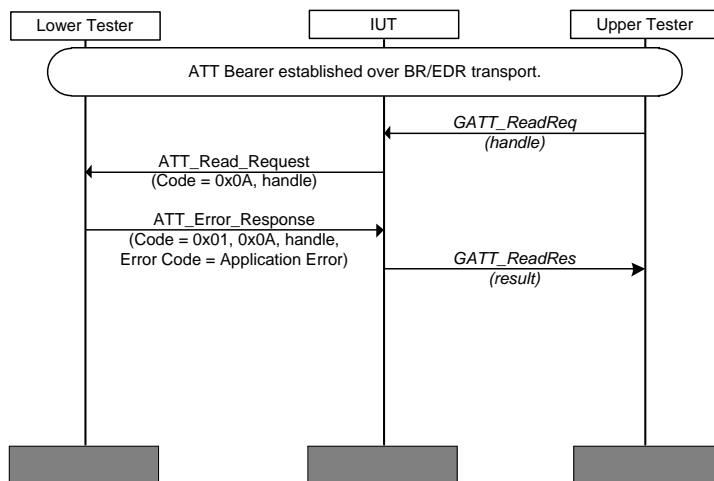 Lower Tester
IUT
Upper Tester
ATT Bearer established over BR/EDR transport.
GATT_ReadReq
(handle)
ATT_Read_Request
(Code = 0x0A, handle)
ATT_Error_Response
(Code = 0x01, 0x0A, handle,
Error Code = Application Error)
GATT_ReadRes
(result)